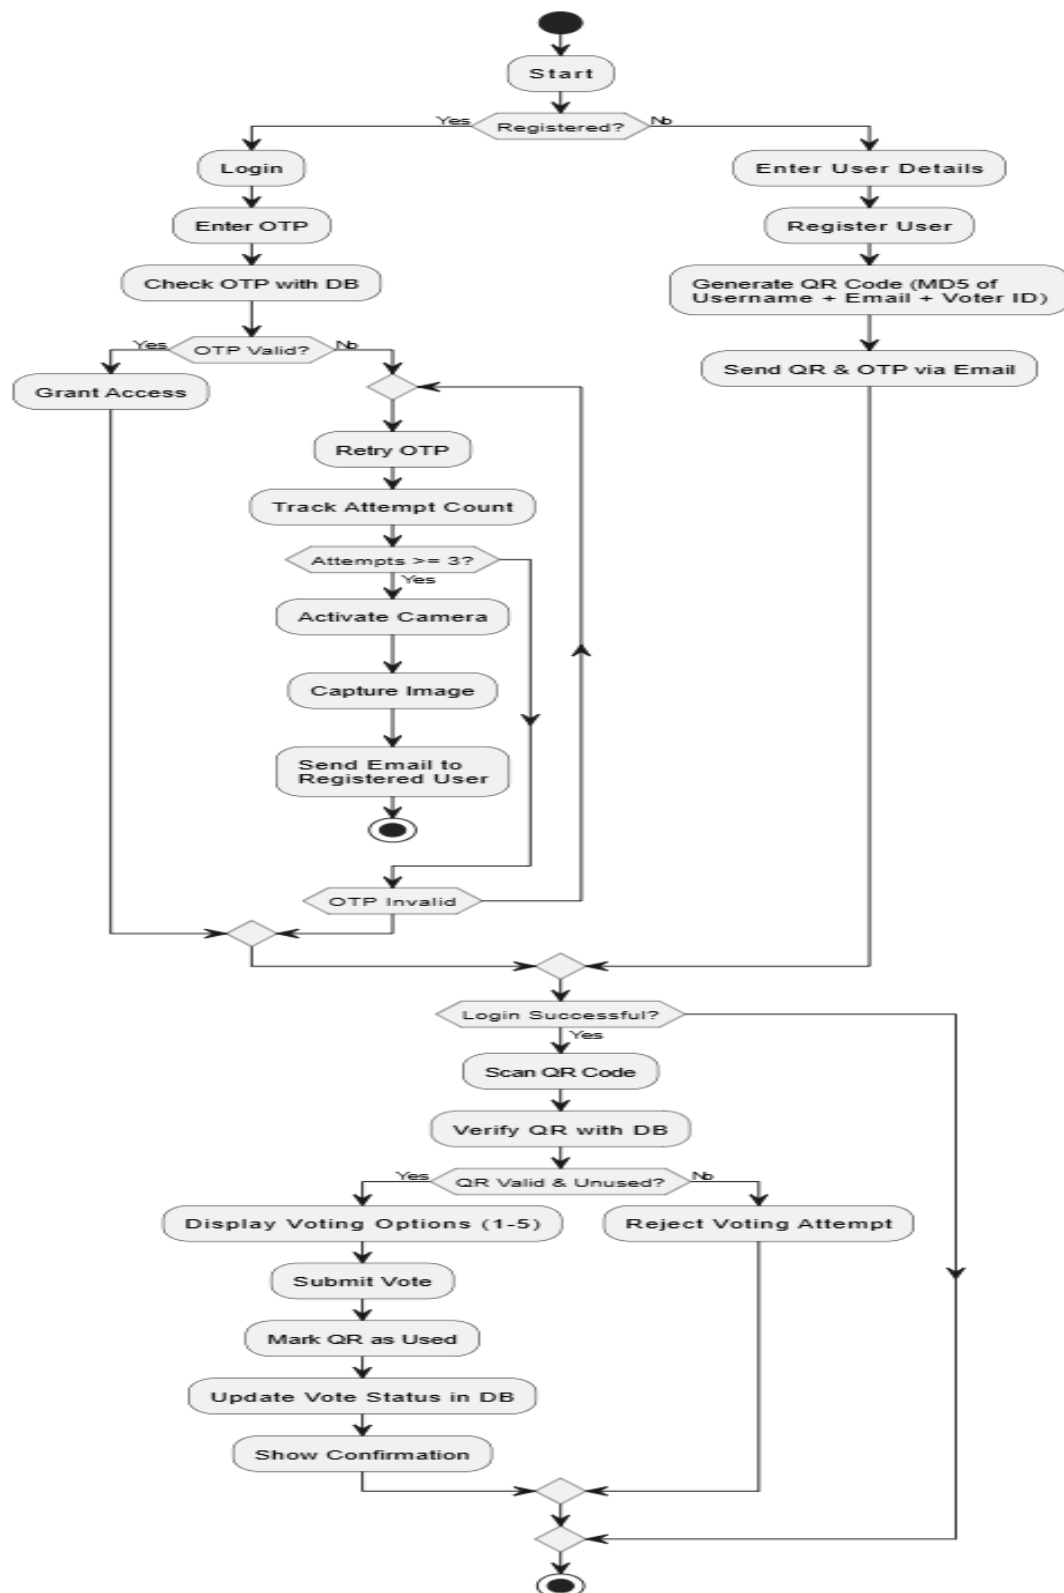 Start
Yes
Registered?
No
Login
Enter User Details
Enter OTP
Register User
Check OTP with DB
Generate QR Code (MD5 of
Username + Email + Voter ID)
Yes
OTP Valid?
No
Send QR & OTP via Email
Grant Access
Retry OTP
Track Attempt Count
Attempts >= 3?
Yes
Activate Camera
Capture Image
Send Email to
Registered User
OTP Invalid
Login Successful?
Yes
Scan QR Code
Verify QR with DB
Yes
QR Valid & Unused?
No
Display Voting Options (1-5)
Reject Voting Attempt
Submit Vote
Mark QR as Used
Update Vote Status in DB
Show Confirmation